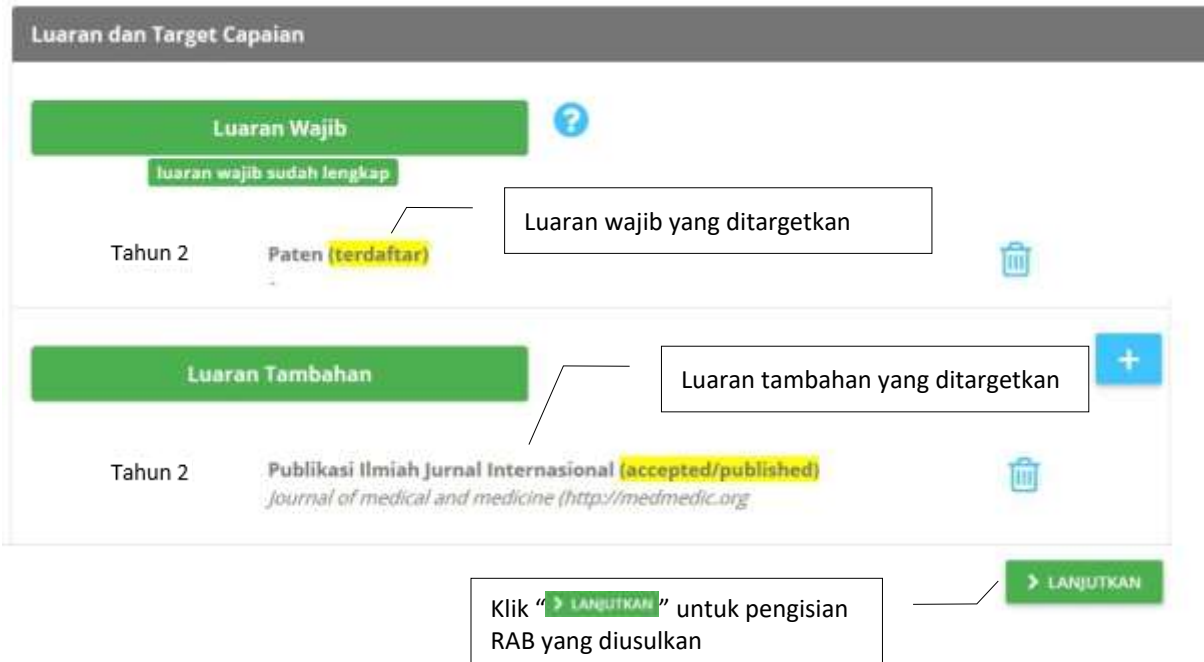 Luaran dan Target Capaian
Luaran Wajib
?
luaran wajib sudah lengkap
Luaran wajib yang ditargetkan
Tahun 2 Paten (terdaftar)
-
Luaran Tambahan
+
Luaran tambahan yang ditargetkan
Tahun 2 Publikasi Ilmiah Jurnal Internasional (accepted/published)
Journal of medical and medicine (http://medmedic.org
> LANJUTKAN
Klik “> LANJUTKAN” untuk pengisian
RAB yang diusulkan